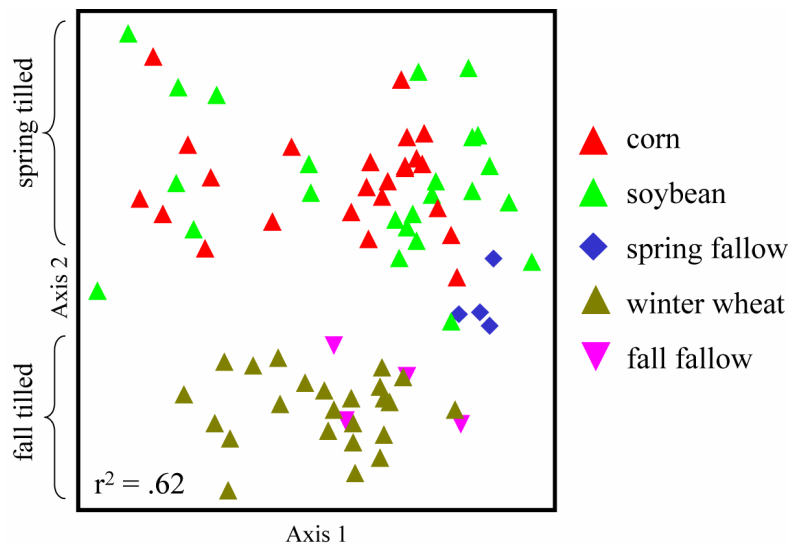 spring tilled
Axis 2
fall tilled
r² = .62
Axis 1
corn
soybean
spring fallow
winter wheat
fall fallow